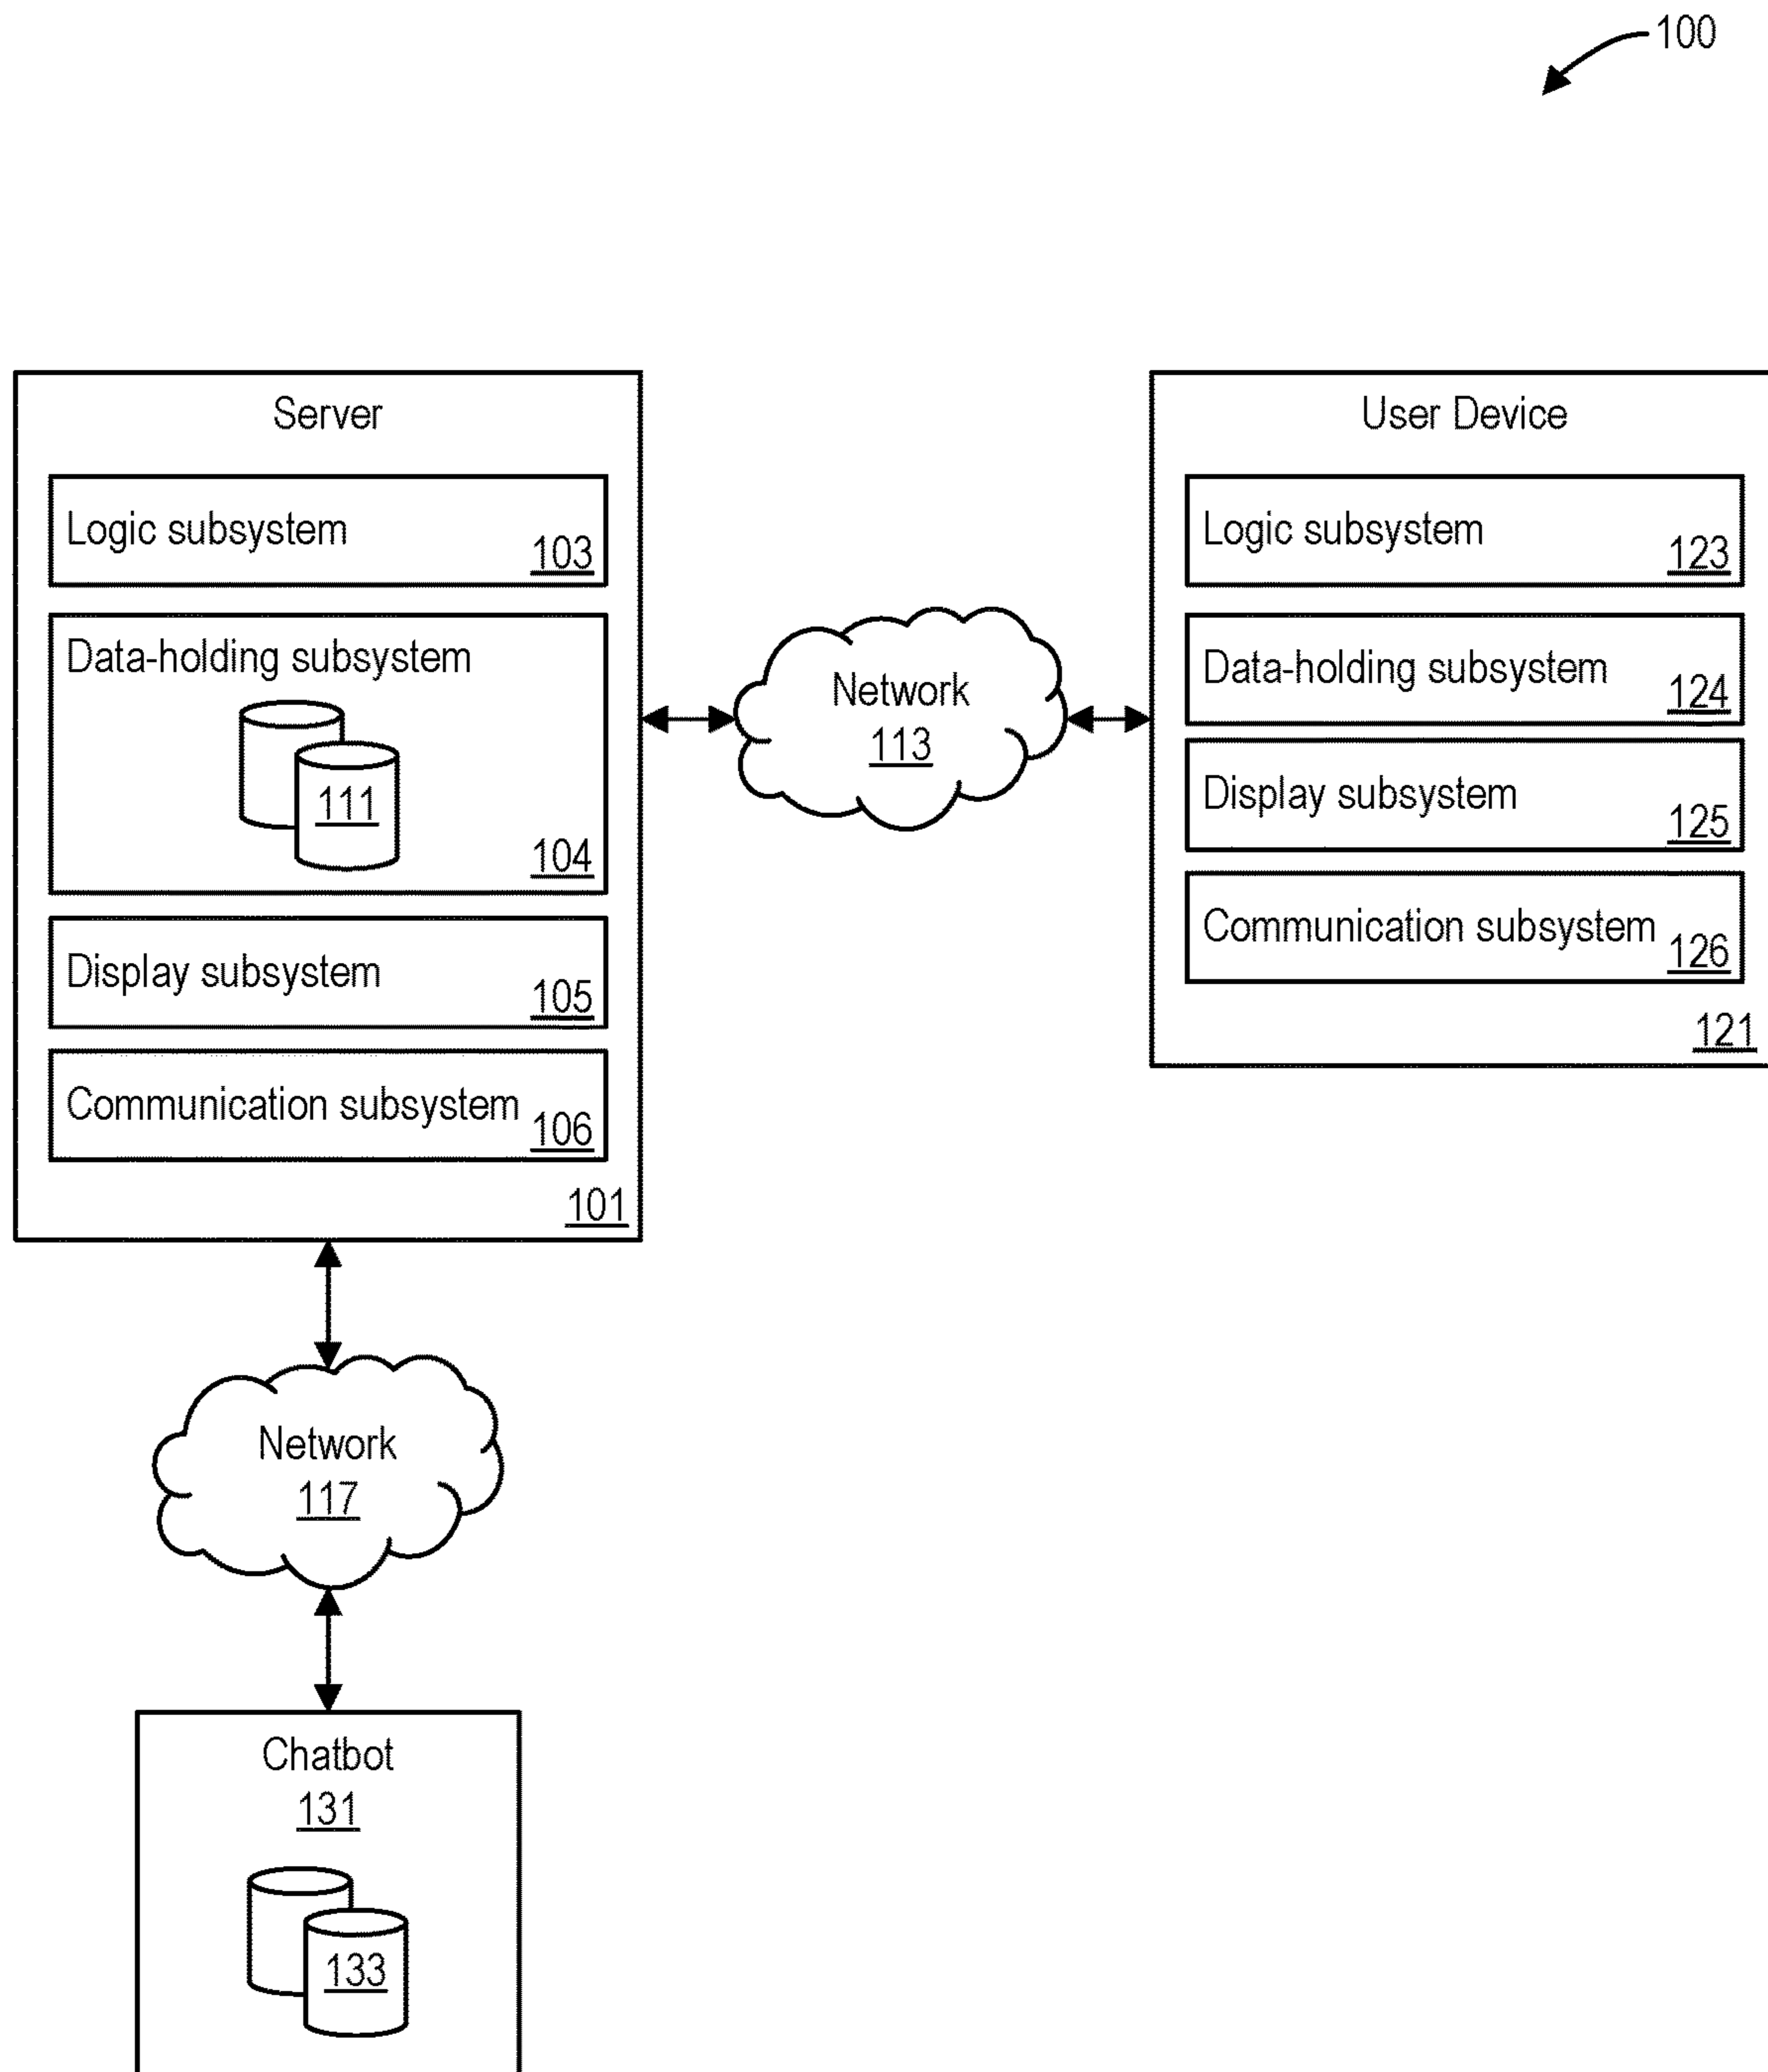 100
Server
Logic subsystem
103
Data-holding subsystem
111
104
Display subsystem
105
Communication subsystem
106
101
Network
113
User Device
Logic subsystem
123
Data-holding subsystem
124
Display subsystem
125
Communication subsystem
126
121
Network
117
Chatbot
131
133